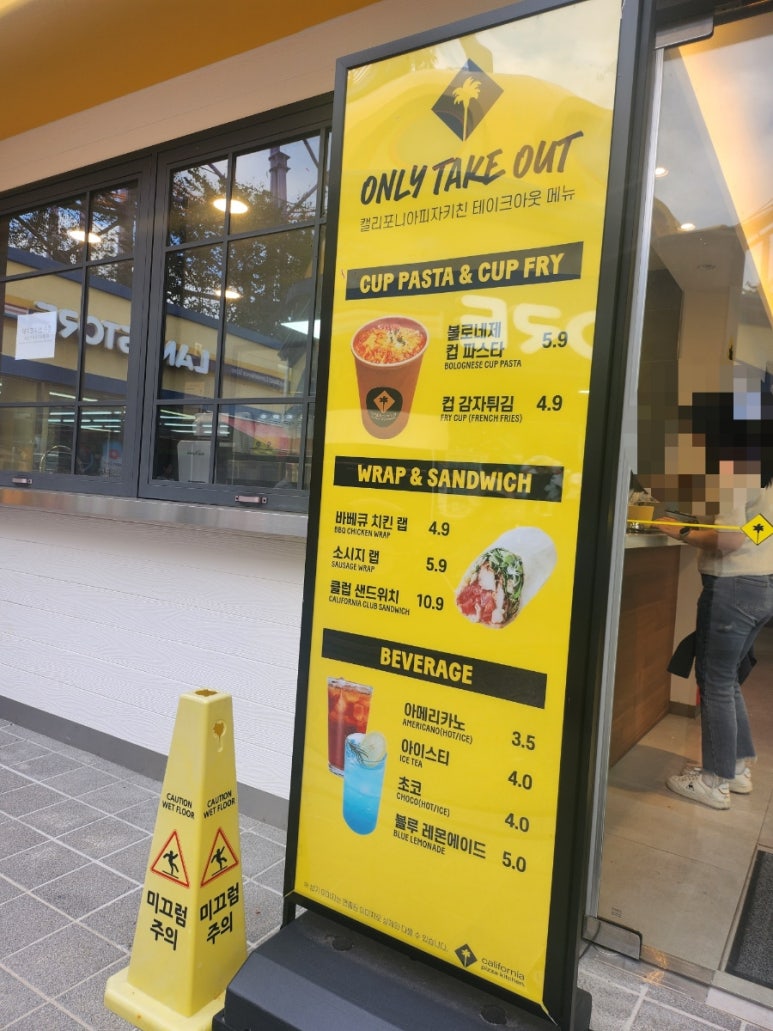 ONLY TAKE OUT
캘리포니아피자키친 테이크아웃 메뉴
CUP PASTA & CUP FRY
볼로네제
컵 파스타 5.9
BOLOGNESE CUP PASTA
컵 감자튀김 4.9
FRY CUP (FRENCH FRIES)
WRAP & SANDWICH
바베큐 치킨 랩 4.9
BBQ CHICKEN WRAP
소시지 랩 5.9
SAUSAGE WRAP
클럽 샌드위치 10.9
CALIFORNIA CLUB SANDWICH
BEVERAGE
아메리카노 3.5
AMERICANO(HOT/ICE)
아이스티 4.0
ICE TEA
초코 4.0
CHOCO(HOT/ICE)
블루 레몬에이드 5.0
BLUE LEMONADE
california
pizza kitchen
CAUTION
WET FLOOR
미끄럼
주의
CAUTION
WET FLOOR
미끄럼
주의
STORE